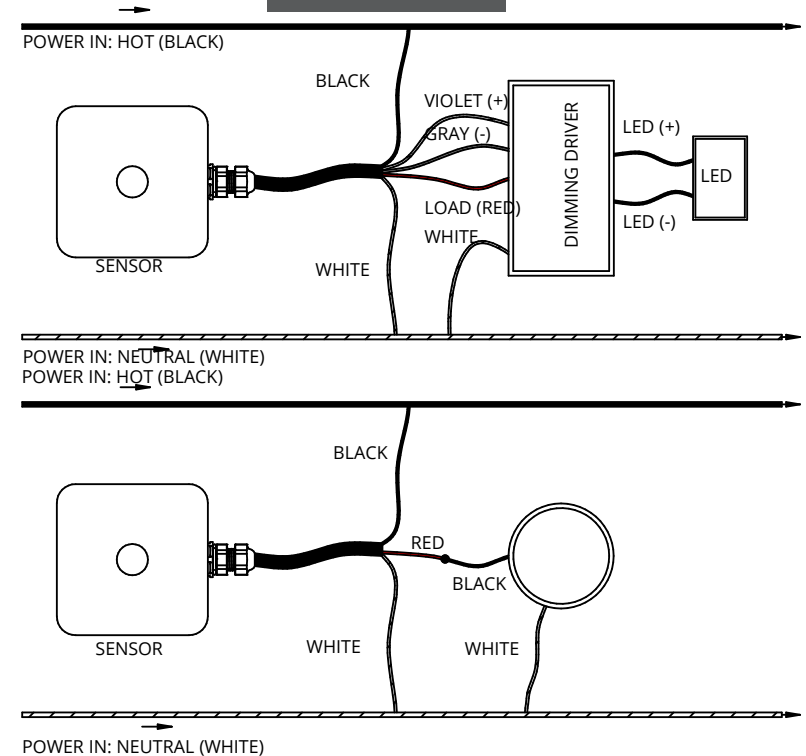 POWER IN: HOT (BLACK)
BLACK
VIOLET (+)
GRAY (-)
LOAD (RED)
WHITE
DIMMING DRIVER
LED (+)
LED
LED (-)
SENSOR
WHITE
POWER IN: NEUTRAL (WHITE)
POWER IN: HOT (BLACK)
BLACK
RED
BLACK
SENSOR
WHITE
WHITE
POWER IN: NEUTRAL (WHITE)